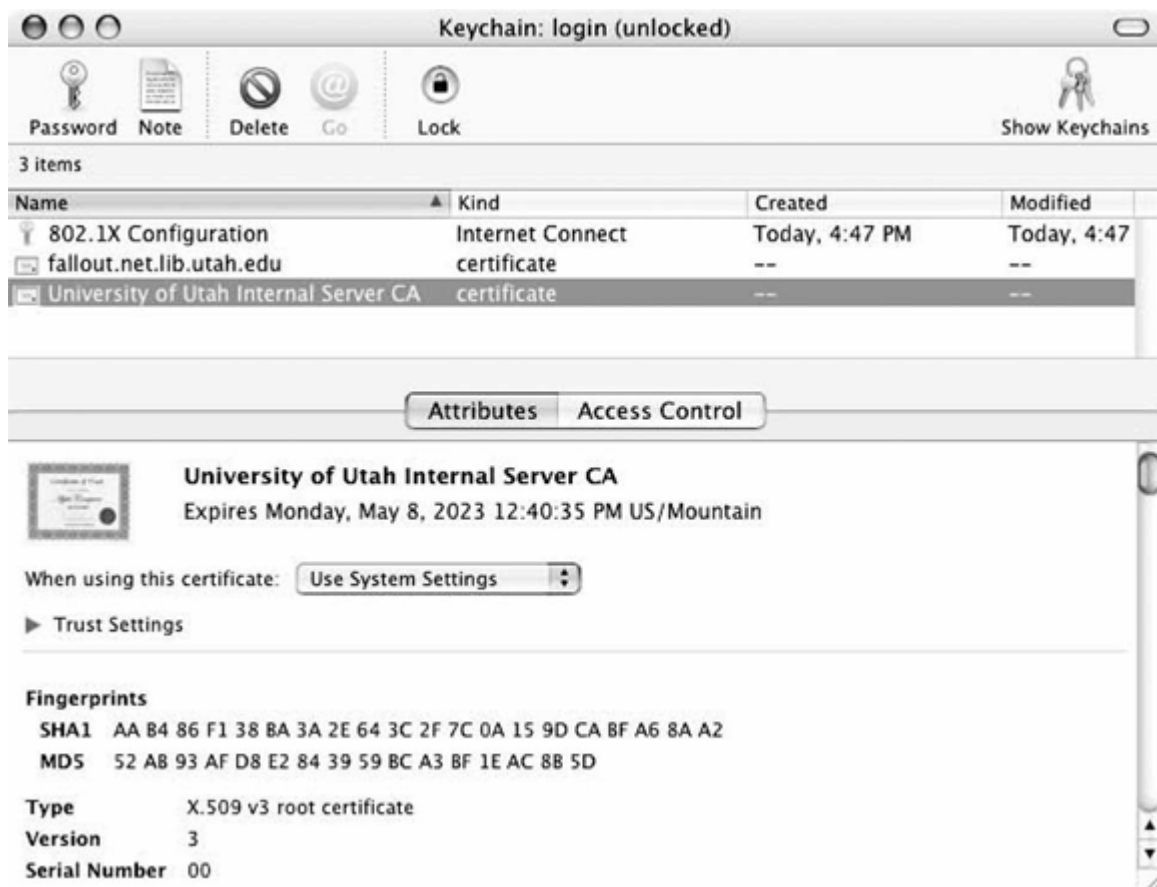 Keychain: login (unlocked)
Password Note Delete Go Lock Show Keychains
3 items
Name Kind Created Modified
802.1X Configuration Internet Connect Today, 4:47 PM Today, 4:47
fallout.net.lib.utah.edu certificate -- --
University of Utah Internal Server CA certificate -- --
Attributes Access Control
University of Utah Internal Server CA
Expires Monday, May 8, 2023 12:40:35 PM US/Mountain
When using this certificate: Use System Settings
Trust Settings
Fingerprints
SHA1 AA B4 86 F1 38 BA 3A 2E 64 3C 2F 7C 0A 15 9D CA BF A6 8A A2
MD5 52 AB 93 AF D8 E2 84 39 59 BC A3 BF 1E AC 8B 5D
Type X.509 v3 root certificate
Version 3
Serial Number 00